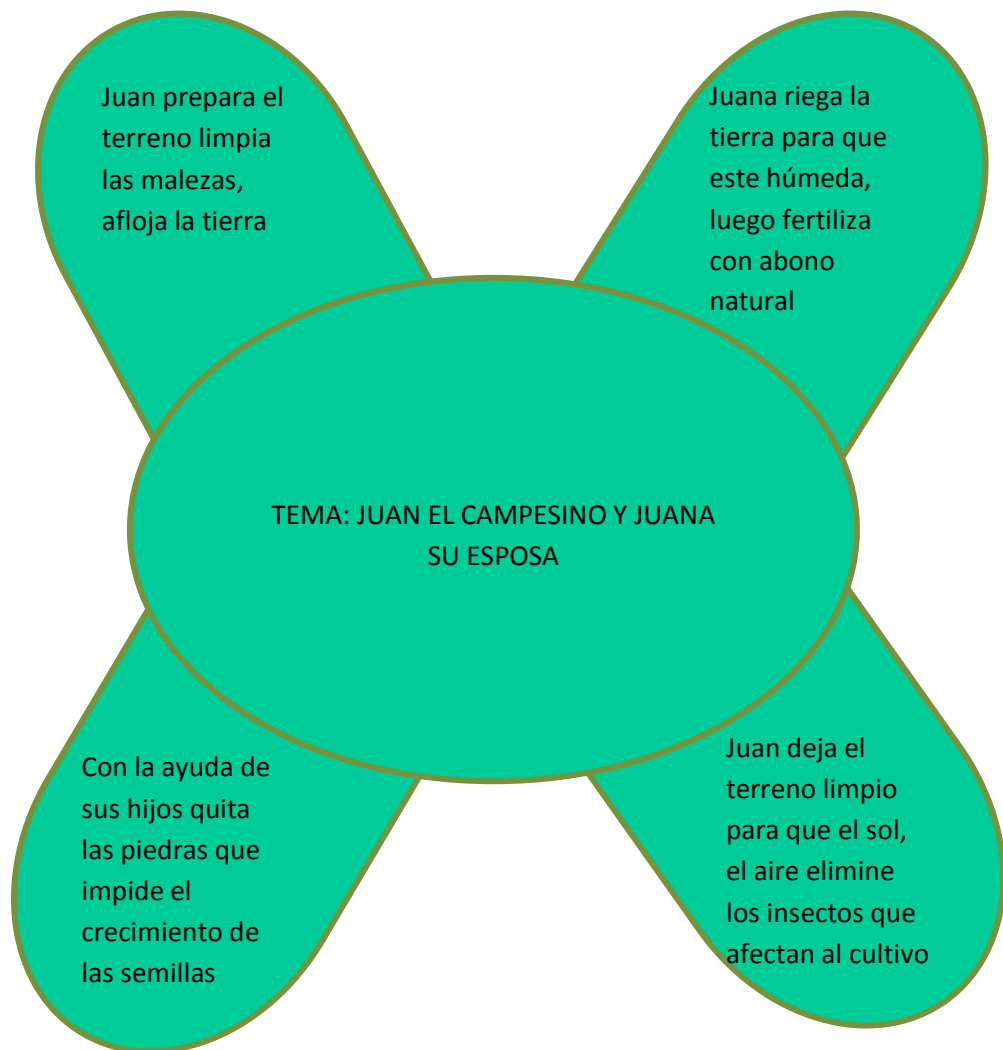 Juan prepara el
terreno limpia
las malezas,
afloja la tierra
Juana riega la
tierra para que
este húmeda,
luego fertiliza
con abono
natural
TEMA: JUAN EL CAMPESINO Y JUANA
SU ESPOSA
Con la ayuda de
sus hijos quita
las piedras que
impide el
crecimiento de
las semillas
Juan deja el
terreno limpio
para que el sol,
el aire elimine
los insectos que
afectan al cultivo